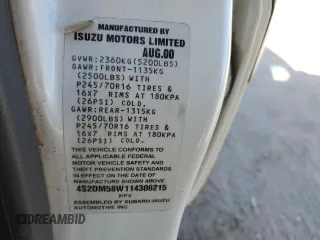 MANUFACTURED BY
ISUZU MOTORS LIMITED
AUG.00
GVWR:2360KG(5200LBS)
GAWR:FRONT-1135KG
(2500LBS)WITH
P245/70R16 TIRES &
16X7 RIMS AT 180KPA
(26PSI) COLD.
GAWR:REAR-1315KG
(2900LBS)WITH
P245/70R16 TIRES &
16X7 RIMS AT 180KPA
(26PSI) COLD.
THIS VEHICLE CONFORMS TO ALL
APPLICABLE FEDERAL
MOTOR VEHICLE SAFETY AND
THEFT PREVENTION STANDARDS
IN EFFECT ON THE DATE OF
MANUFACTURE SHOWN ABOVE.
4S2DM58W114306215
MPV
ASSEMBLED BY SUBARU ISUZU
AUTOMOTIVE INC.
DREAMBID